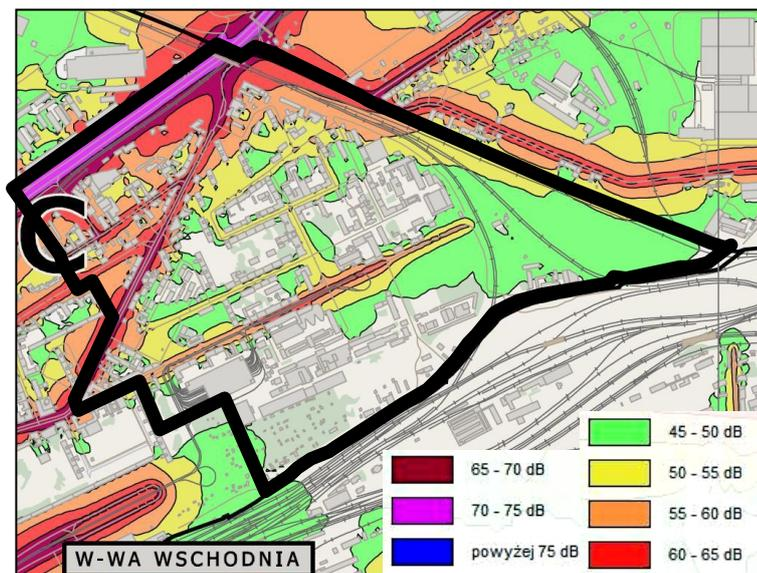 C
45 - 50 dB
65 - 70 dB
50 - 55 dB
70 - 75 dB
55 - 60 dB
powyżej 75 dB
60 - 65 dB
W-WA WSCHODNIA